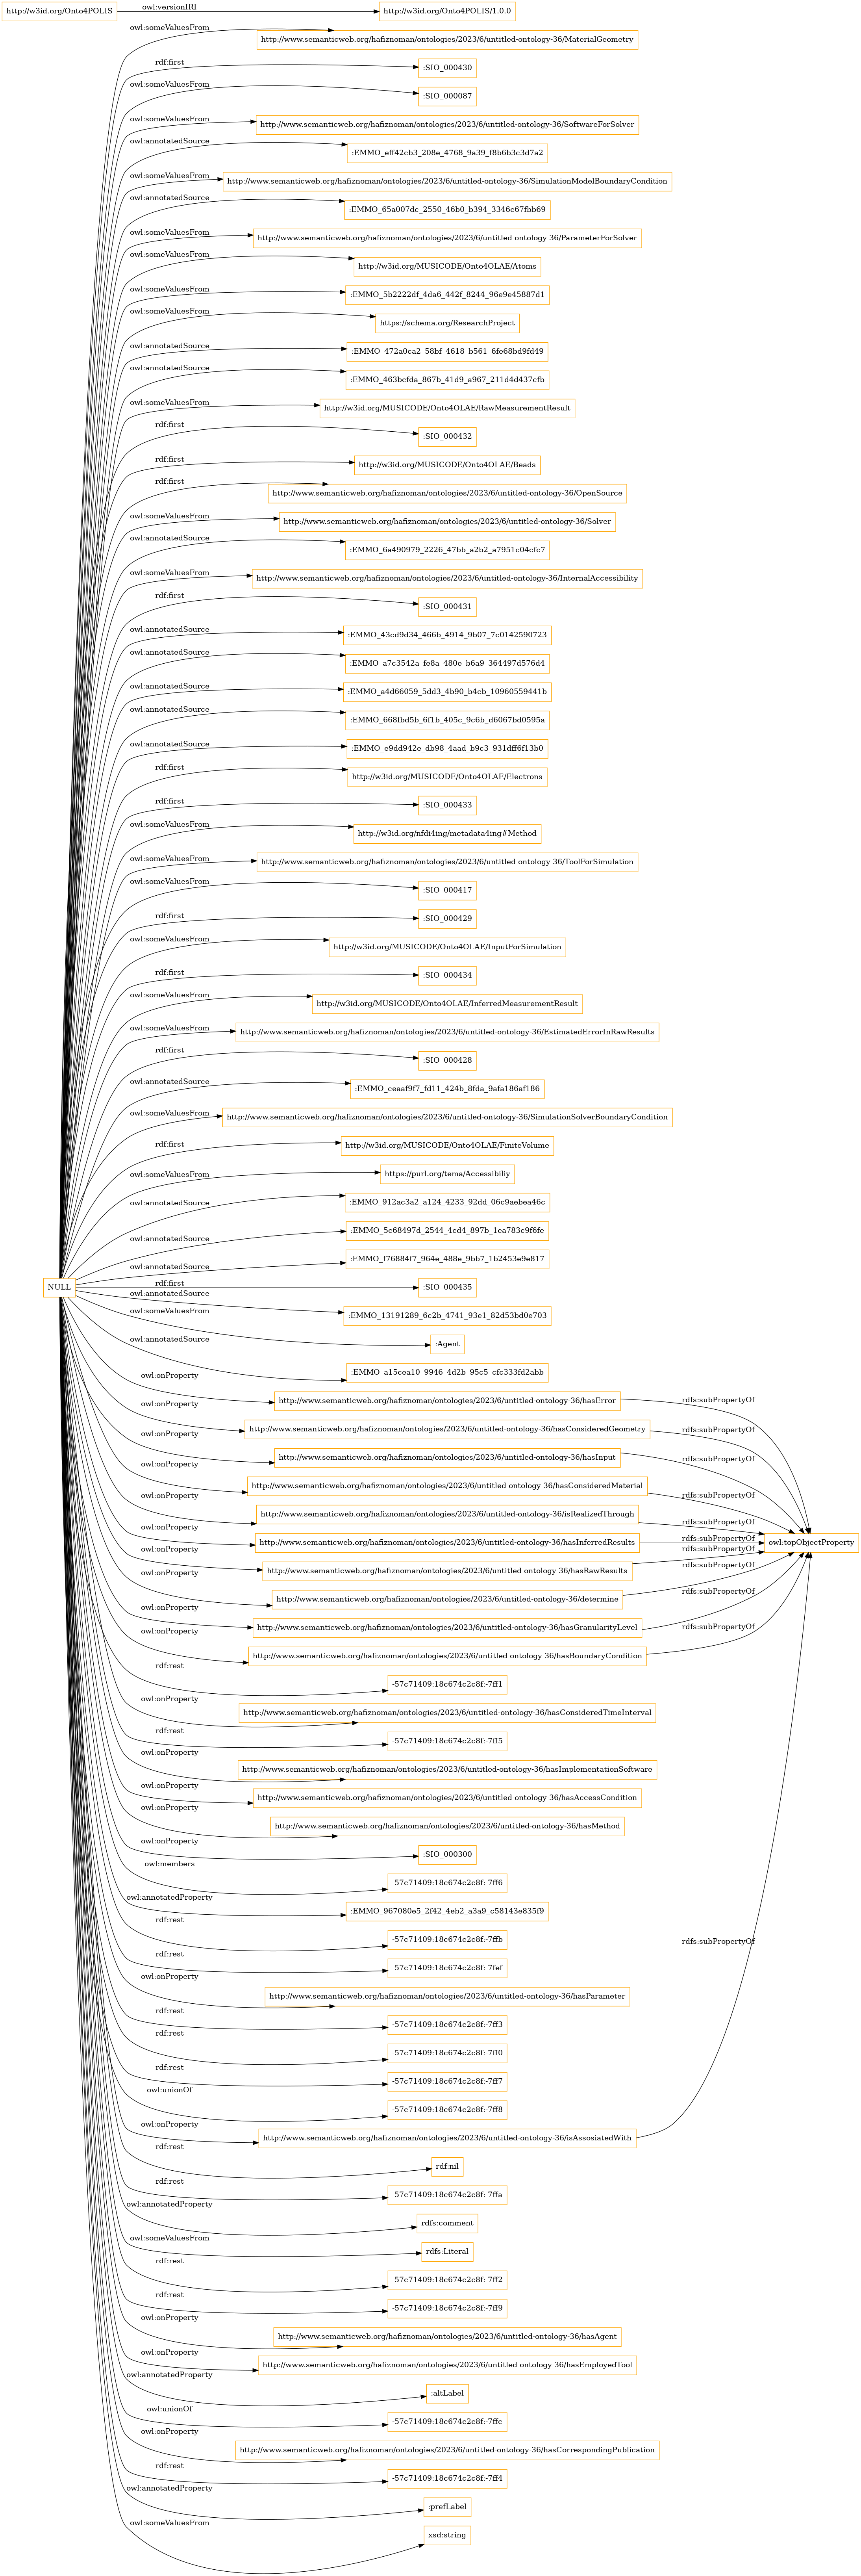 http://w3id.org/Onto4POLIS
owl:versionIRI
http://w3id.org/Onto4POLIS/1.0.0
owl:someValuesFrom
http://www.semanticweb.org/hafiznoman/ontologies/2023/6/untitled-ontology-36/MaterialGeometry
rdf:first
:SIO_000430
owl:someValuesFrom
:SIO_000087
owl:someValuesFrom
http://www.semanticweb.org/hafiznoman/ontologies/2023/6/untitled-ontology-36/SoftwareForSolver
owl:annotatedSource
:EMMO_eff42cb3_208e_4768_9a39_f8b6b3c3d7a2
owl:someValuesFrom
http://www.semanticweb.org/hafiznoman/ontologies/2023/6/untitled-ontology-36/SimulationModelBoundaryCondition
owl:annotatedSource
:EMMO_65a007dc_2550_46b0_b394_3346c67fbb69
owl:someValuesFrom
http://www.semanticweb.org/hafiznoman/ontologies/2023/6/untitled-ontology-36/ParameterForSolver
owl:someValuesFrom
http://w3id.org/MUSICODE/Onto4OLAE/Atoms
owl:someValuesFrom
:EMMO_5b2222df_4da6_442f_8244_96e9e45887d1
owl:someValuesFrom
https://schema.org/ResearchProject
owl:annotatedSource
:EMMO_472a0ca2_58bf_4618_b561_6fe68bd9fd49
owl:annotatedSource
:EMMO_463bcfda_867b_41d9_a967_211d4d437cfb
owl:someValuesFrom
http://w3id.org/MUSICODE/Onto4OLAE/RawMeasurementResult
rdf:first
:SIO_000432
rdf:first
http://w3id.org/MUSICODE/Onto4OLAE/Beads
rdf:first
http://www.semanticweb.org/hafiznoman/ontologies/2023/6/untitled-ontology-36/OpenSource
owl:someValuesFrom
http://www.semanticweb.org/hafiznoman/ontologies/2023/6/untitled-ontology-36/Solver
owl:annotatedSource
:EMMO_6a490979_2226_47bb_a2b2_a7951c04cfc7
owl:someValuesFrom
http://www.semanticweb.org/hafiznoman/ontologies/2023/6/untitled-ontology-36/InternalAccessibility
rdf:first
:SIO_000431
owl:annotatedSource
:EMMO_43cd9d34_466b_4914_9b07_7c0142590723
owl:annotatedSource
:EMMO_a7c3542a_fe8a_480e_b6a9_364497d576d4
owl:annotatedSource
:EMMO_a4d66059_5dd3_4b90_b4cb_10960559441b
owl:annotatedSource
:EMMO_668fbd5b_6f1b_405c_9c6b_d6067bd0595a
owl:annotatedSource
:EMMO_e9dd942e_db98_4aad_b9c3_931dff6f13b0
rdf:first
http://w3id.org/MUSICODE/Onto4OLAE/Electrons
rdf:first
:SIO_000433
owl:someValuesFrom
http://w3id.org/nfdi4ing/metadata4ing#Method
owl:someValuesFrom
http://www.semanticweb.org/hafiznoman/ontologies/2023/6/untitled-ontology-36/ToolForSimulation
owl:someValuesFrom
:SIO_000417
rdf:first
:SIO_000429
owl:someValuesFrom
http://w3id.org/MUSICODE/Onto4OLAE/InputForSimulation
rdf:first
:SIO_000434
owl:someValuesFrom
http://w3id.org/MUSICODE/Onto4OLAE/InferredMeasurementResult
owl:someValuesFrom
http://www.semanticweb.org/hafiznoman/ontologies/2023/6/untitled-ontology-36/EstimatedErrorInRawResults
rdf:first
:SIO_000428
owl:annotatedSource
:EMMO_ceaaf9f7_fd11_424b_8fda_9afa186af186
owl:someValuesFrom
http://www.semanticweb.org/hafiznoman/ontologies/2023/6/untitled-ontology-36/SimulationSolverBoundaryCondition
rdf:first
http://w3id.org/MUSICODE/Onto4OLAE/FiniteVolume
owl:someValuesFrom
https://purl.org/tema/Accessibiliy
owl:annotatedSource
:EMMO_912ac3a2_a124_4233_92dd_06c9aebea46c
owl:annotatedSource
:EMMO_5c68497d_2544_4cd4_897b_1ea783c9f6fe
owl:annotatedSource
:EMMO_f76884f7_964e_488e_9bb7_1b2453e9e817
NULL
rdf:first
:SIO_000435
owl:annotatedSource
:EMMO_13191289_6c2b_4741_93e1_82d53bd0e703
owl:someValuesFrom
:Agent
owl:annotatedSource
:EMMO_a15cea10_9946_4d2b_95c5_cfc333fd2abb
owl:onProperty
http://www.semanticweb.org/hafiznoman/ontologies/2023/6/untitled-ontology-36/hasError
rdfs:subPropertyOf
owl:onProperty
http://www.semanticweb.org/hafiznoman/ontologies/2023/6/untitled-ontology-36/hasConsideredGeometry
rdfs:subPropertyOf
owl:onProperty
http://www.semanticweb.org/hafiznoman/ontologies/2023/6/untitled-ontology-36/hasInput
rdfs:subPropertyOf
owl:onProperty
http://www.semanticweb.org/hafiznoman/ontologies/2023/6/untitled-ontology-36/hasConsideredMaterial
rdfs:subPropertyOf
owl:onProperty
http://www.semanticweb.org/hafiznoman/ontologies/2023/6/untitled-ontology-36/isRealizedThrough
rdfs:subPropertyOf
owl:onProperty
http://www.semanticweb.org/hafiznoman/ontologies/2023/6/untitled-ontology-36/hasInferredResults
rdfs:subPropertyOf
owl:topObjectProperty
owl:onProperty
http://www.semanticweb.org/hafiznoman/ontologies/2023/6/untitled-ontology-36/hasRawResults
rdfs:subPropertyOf
owl:onProperty
http://www.semanticweb.org/hafiznoman/ontologies/2023/6/untitled-ontology-36/determine
rdfs:subPropertyOf
owl:onProperty
http://www.semanticweb.org/hafiznoman/ontologies/2023/6/untitled-ontology-36/hasGranularityLevel
rdfs:subPropertyOf
owl:onProperty
http://www.semanticweb.org/hafiznoman/ontologies/2023/6/untitled-ontology-36/hasBoundaryCondition
rdfs:subPropertyOf
rdf:rest
-57c71409:18c674c2c8f:-7ff1
owl:onProperty
http://www.semanticweb.org/hafiznoman/ontologies/2023/6/untitled-ontology-36/hasConsideredTimeInterval
rdf:rest
-57c71409:18c674c2c8f:-7ff5
owl:onProperty
http://www.semanticweb.org/hafiznoman/ontologies/2023/6/untitled-ontology-36/hasImplementationSoftware
owl:onProperty
http://www.semanticweb.org/hafiznoman/ontologies/2023/6/untitled-ontology-36/hasAccessCondition
owl:onProperty
http://www.semanticweb.org/hafiznoman/ontologies/2023/6/untitled-ontology-36/hasMethod
owl:onProperty
:SIO_000300
owl:members
-57c71409:18c674c2c8f:-7ff6
owl:annotatedProperty
:EMMO_967080e5_2f42_4eb2_a3a9_c58143e835f9
rdf:rest
-57c71409:18c674c2c8f:-7ffb
rdfs:subPropertyOf
rdf:rest
-57c71409:18c674c2c8f:-7fef
owl:onProperty
http://www.semanticweb.org/hafiznoman/ontologies/2023/6/untitled-ontology-36/hasParameter
rdf:rest
-57c71409:18c674c2c8f:-7ff3
rdf:rest
-57c71409:18c674c2c8f:-7ff0
rdf:rest
-57c71409:18c674c2c8f:-7ff7
owl:unionOf
-57c71409:18c674c2c8f:-7ff8
owl:onProperty
http://www.semanticweb.org/hafiznoman/ontologies/2023/6/untitled-ontology-36/isAssosiatedWith
rdf:rest
rdf:nil
rdf:rest
-57c71409:18c674c2c8f:-7ffa
owl:annotatedProperty
rdfs:comment
owl:someValuesFrom
rdfs:Literal
rdf:rest
-57c71409:18c674c2c8f:-7ff2
rdf:rest
-57c71409:18c674c2c8f:-7ff9
owl:onProperty
http://www.semanticweb.org/hafiznoman/ontologies/2023/6/untitled-ontology-36/hasAgent
owl:onProperty
http://www.semanticweb.org/hafiznoman/ontologies/2023/6/untitled-ontology-36/hasEmployedTool
owl:annotatedProperty
:altLabel
owl:unionOf
-57c71409:18c674c2c8f:-7ffc
owl:onProperty
http://www.semanticweb.org/hafiznoman/ontologies/2023/6/untitled-ontology-36/hasCorrespondingPublication
rdf:rest
-57c71409:18c674c2c8f:-7ff4
owl:annotatedProperty
:prefLabel
owl:someValuesFrom
xsd:string